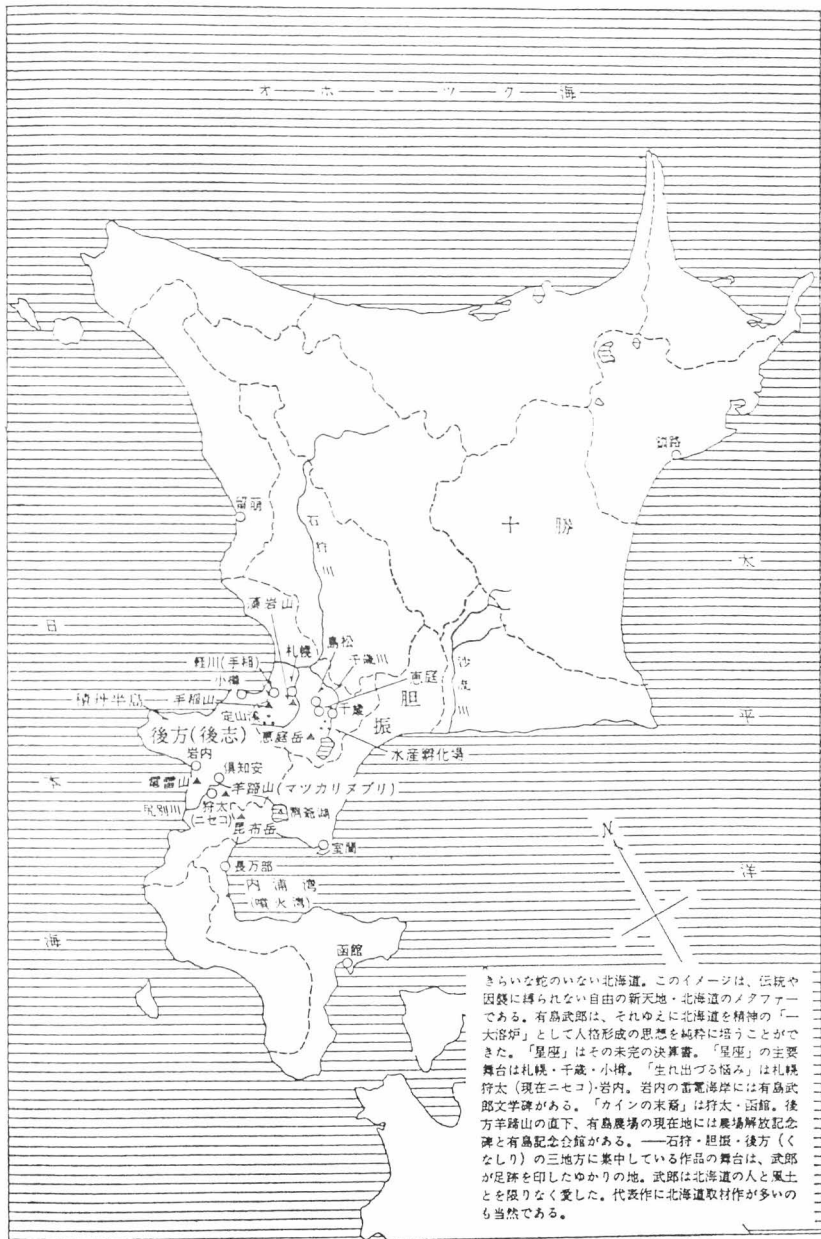 オホーツク海
釧路
十勝
留萌
石狩川
太平洋
日本海
藻岩山
札幌
島松
千歳川
軽川(手稲)
恵庭
小樽
胆振
沙流川
積丹半島
手稲山
千歳
定山渓
後方(後志)
恵庭岳
水産孵化場
岩内
倶知安
雷電山
羊蹄山(マツカリヌプリ)
尻別川
狩太
(ニセコ)
洞爺湖
昆布岳
室蘭
長万部
内浦湾
(噴火湾)
函館
N
きらいな蛇のいない北海道。このイメージは、伝統や
因襲に縛られない自由の新天地・北海道のメタファー
である。有島武郎は、それゆえに北海道を精神の「一
大溶炉」として人格形成の思想を純粋に培うことがで
きた。「星座」はその未完の決算書。「星座」の主要
舞台は札幌・千歳・小樽。「生れ出づる悩み」は札幌
狩太(現在ニセコ)・岩内。岩内の雷電海岸には有島武
郎文学碑がある。「カインの末裔」は狩太・函館。後
方羊蹄山の直下、有島農場の現在地には農場解放記念
碑と有島記念会館がある。——石狩・胆振・後方(く
なしり)の三地方に集中している作品の舞台は、武郎
が足跡を印したゆかりの地。武郎は北海道の人と風土
とを限りなく愛した。代表作に北海道取材作が多いの
も当然である。